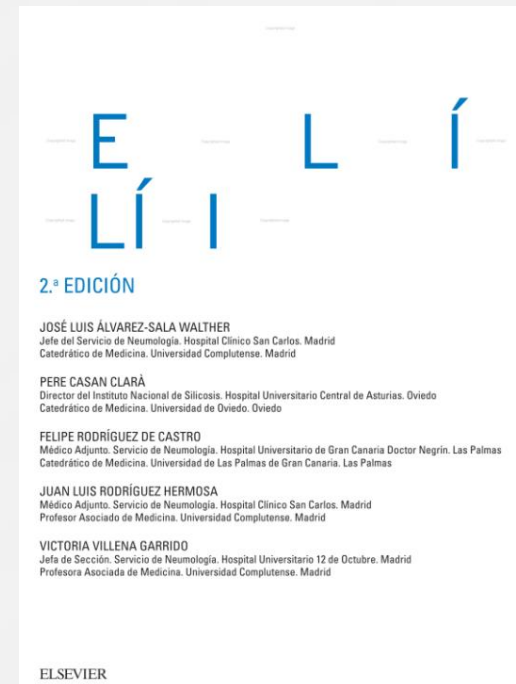 E L Í
LÍ I
2.ª EDICIÓN
JOSÉ LUIS ÁLVAREZ-SALA WALTHER
Jefe del Servicio de Neumología. Hospital Clínico San Carlos. Madrid
Catedrático de Medicina. Universidad Complutense. Madrid
PERE CASAN CLARÀ
Director del Instituto Nacional de Silicosis. Hospital Universitario Central de Asturias. Oviedo
Catedrático de Medicina. Universidad de Oviedo. Oviedo
FELIPE RODRÍGUEZ DE CASTRO
Médico Adjunto. Servicio de Neumología. Hospital Universitario de Gran Canaria Doctor Negrín. Las Palmas
Catedrático de Medicina. Universidad de Las Palmas de Gran Canaria. Las Palmas
JUAN LUIS RODRÍGUEZ HERMOSA
Médico Adjunto. Servicio de Neumología. Hospital Clínico San Carlos. Madrid
Profesor Asociado de Medicina. Universidad Complutense. Madrid
VICTORIA VILLENA GARRIDO
Jefa de Sección. Servicio de Neumología. Hospital Universitario 12 de Octubre. Madrid
Profesora Asociada de Medicina. Universidad Complutense. Madrid
ELSEVIER